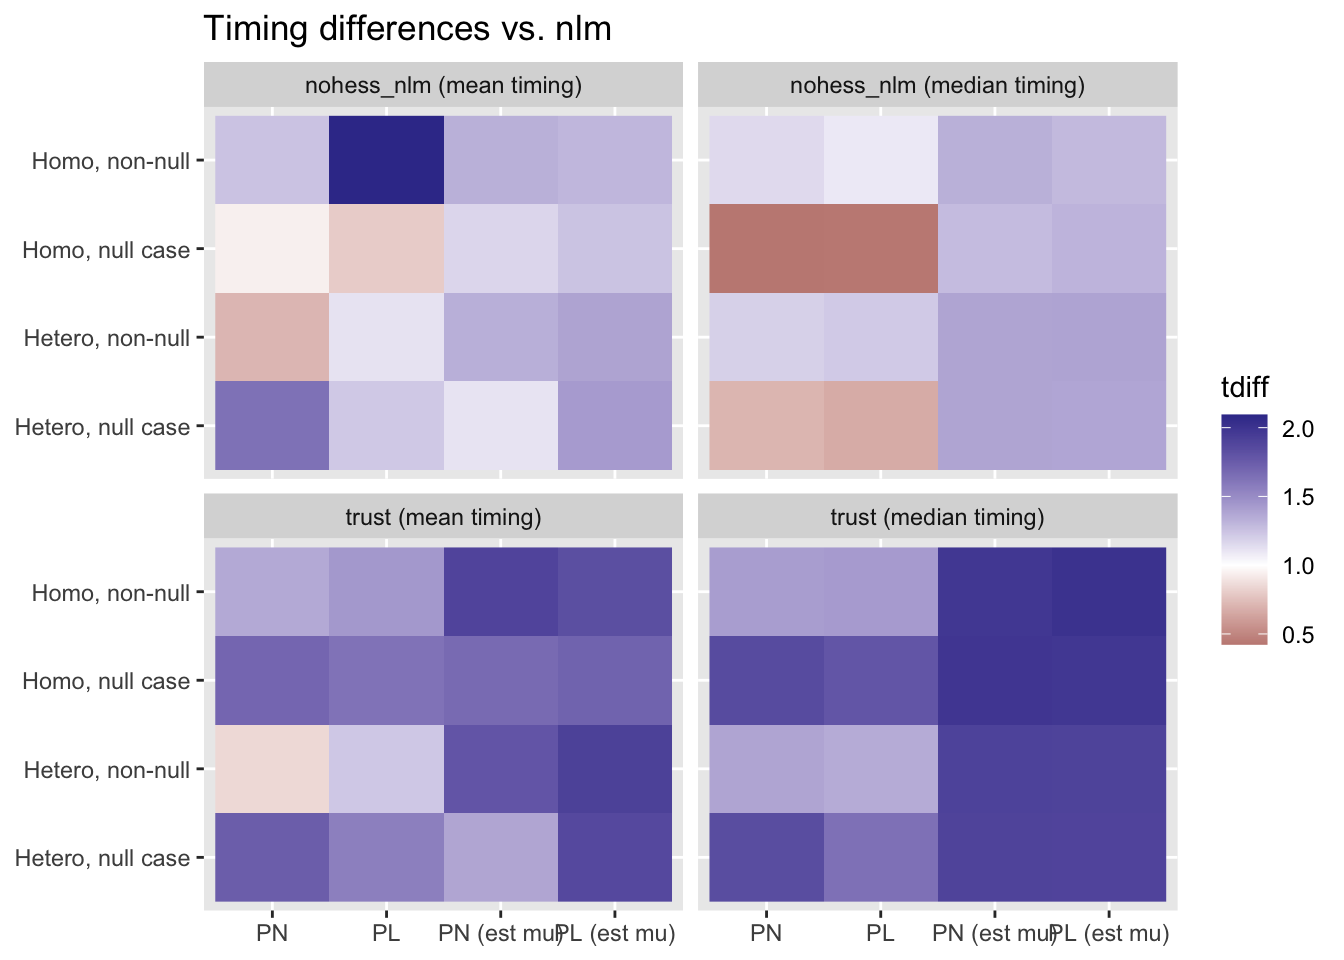 Timing differences vs. nlm
nohess_nlm (mean timing)
nohess_nlm (median timing)
Homo, non-null
Homo, null case
Hetero, non-null
Hetero, null case
trust (mean timing)
trust (median timing)
Homo, non-null
Homo, null case
Hetero, non-null
Hetero, null case
PN PL PN (est mu) PL (est mu)
PN PL PN (est mu) PL (est mu)
tdiff
2.0
1.5
1.0
0.5